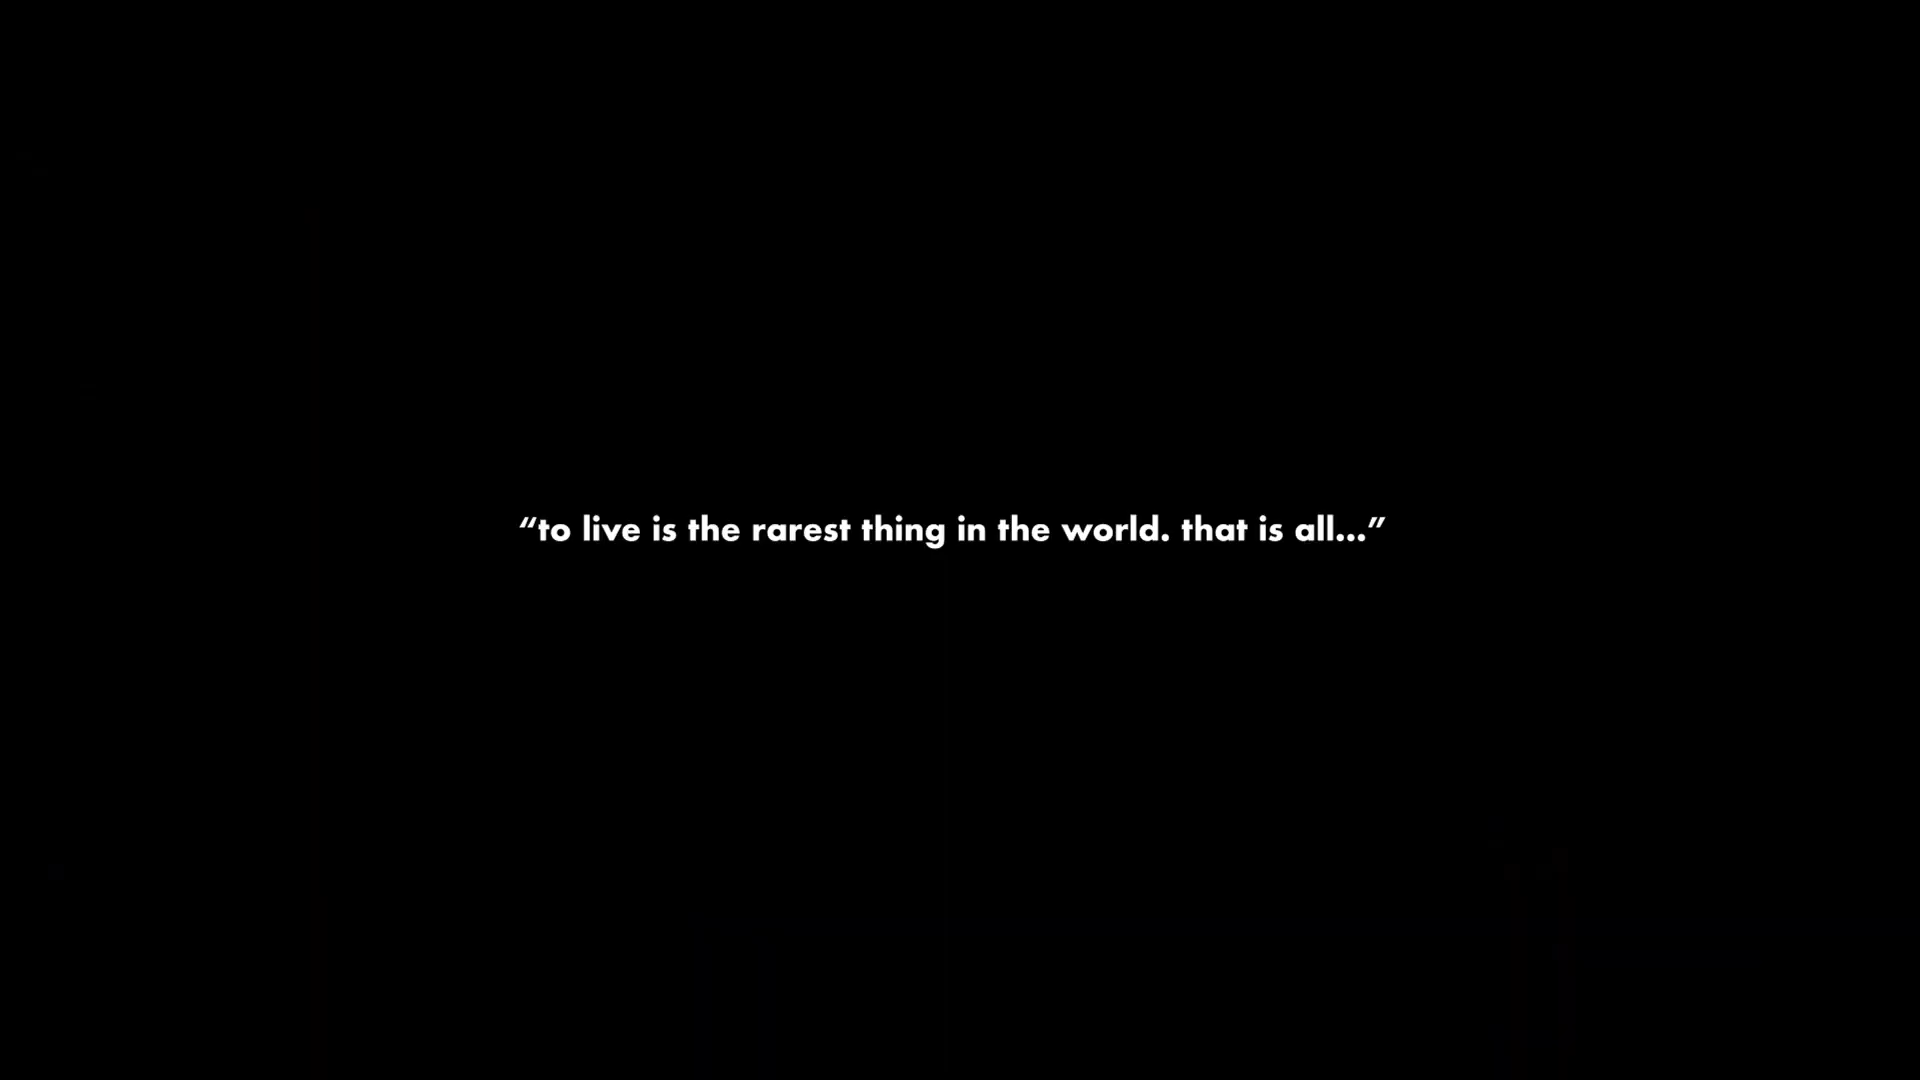 “to live is the rarest thing in the world. that is all...”